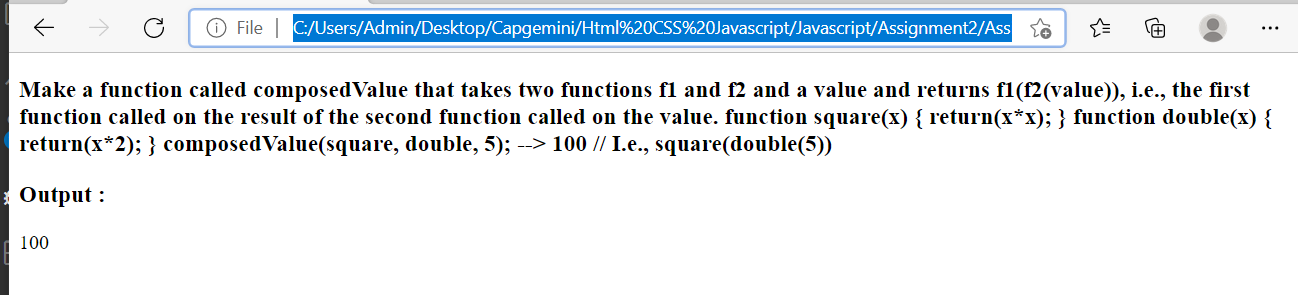 File | C:/Users/Admin/Desktop/Capgemini/Html%20CSS%20Javascript/Javascript/Assignment2/Ass
Make a function called composedValue that takes two functions f1 and f2 and a value and returns f1(f2(value)), i.e., the first
function called on the result of the second function called on the value. function square(x) { return(x*x); } function double(x) {
return(x*2); } composedValue(square, double, 5); --> 100 // I.e., square(double(5))
Output :
100